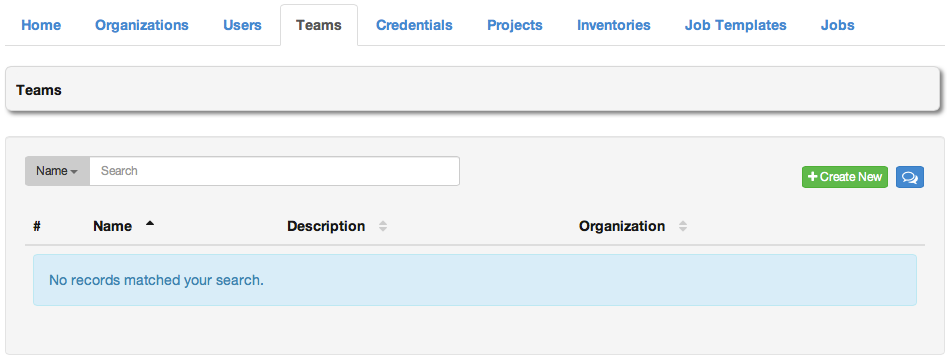 Home Organizations Users Teams Credentials Projects Inventories Job Templates Jobs
Teams
Name Search
Create New
# Name Description Organization
No records matched your search.